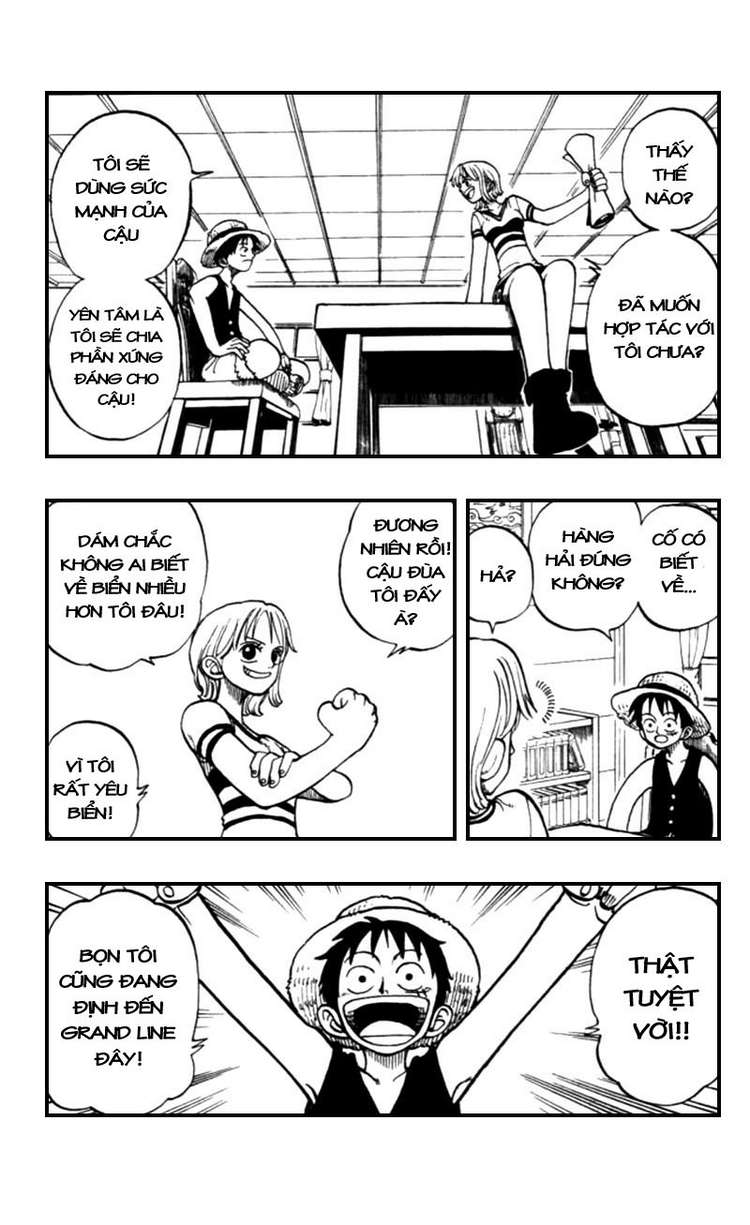 THẤY
THẾ
NÀO?
ĐÃ MUỐN
HỢP TÁC VỚI
TÔI CHƯA?
TÔI SẼ
DÙNG SỨC
MẠNH CỦA
CẬU
YÊN TÂM LÀ
TÔI SẼ CHIA
PHẦN XỨNG
ĐÁNG CHO
CẬU!
CỐ CÓ
BIẾT
VỀ...
HÀNG
HẢI ĐÚNG
KHÔNG?
HẢ?
ĐƯƠNG
NHIÊN RỒI!
CẬU ĐÙA
TÔI ĐẤY
À?
DÁM CHẮC
KHÔNG AI BIẾT
VỀ BIỂN NHIỀU
HƠN TÔI ĐÂU!
VÌ TÔI
RẤT YÊU
BIỂN!
THẬT
TUYỆT
VỜI!!
BỌN TÔI
CŨNG ĐANG
ĐỊNH ĐẾN
GRAND LINE
ĐÂY!